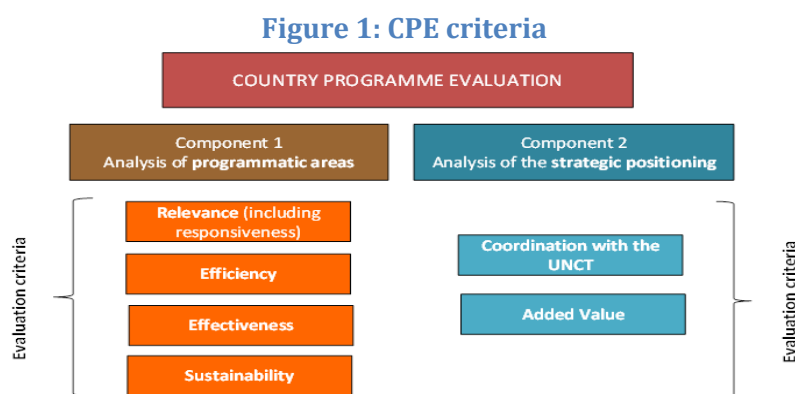 Figure 1: CPE criteria
COUNTRY PROGRAMME EVALUATION
Component 1
Analysis of programmatic areas
Component 2
Analysis of the strategic positioning
Evaluation criteria
Relevance (including
responsiveness)
Efficiency
Effectiveness
Sustainability
Coordination with the
UNCT
Added Value
Evaluation criteria